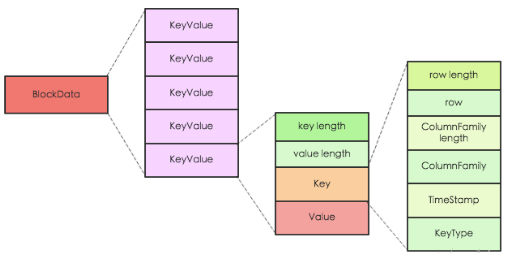 BlockData
KeyValue
KeyValue
KeyValue
KeyValue
KeyValue
key length
value length
Key
Value
row length
row
ColumnFamily
length
ColumnFamily
TimeStamp
KeyType